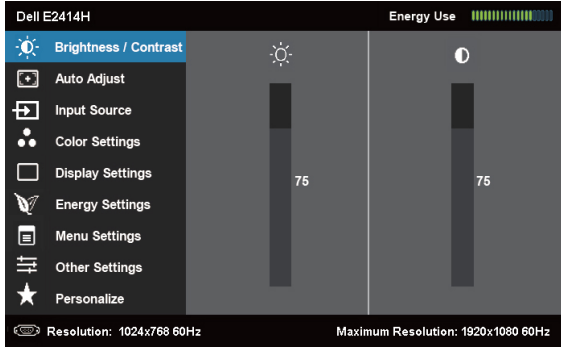 Dell E2414H Energy Use
Brightness / Contrast
Auto Adjust
Input Source
Color Settings
Display Settings
75 75
Energy Settings
Menu Settings
Other Settings
Personalize
Resolution: 1024x768 60Hz Maximum Resolution: 1920x1080 60Hz